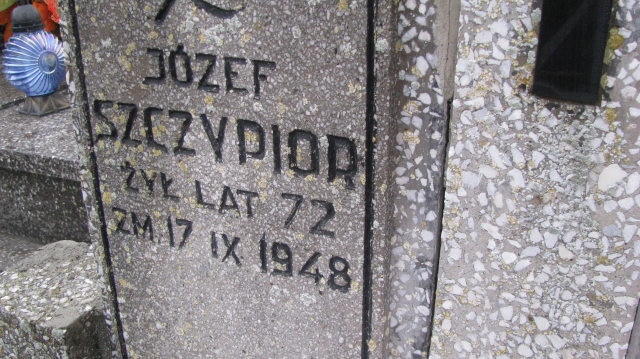 JÓZEF
SZCZYPIOR
ŻYŁ LAT 72
ZM. 17 IX 1948